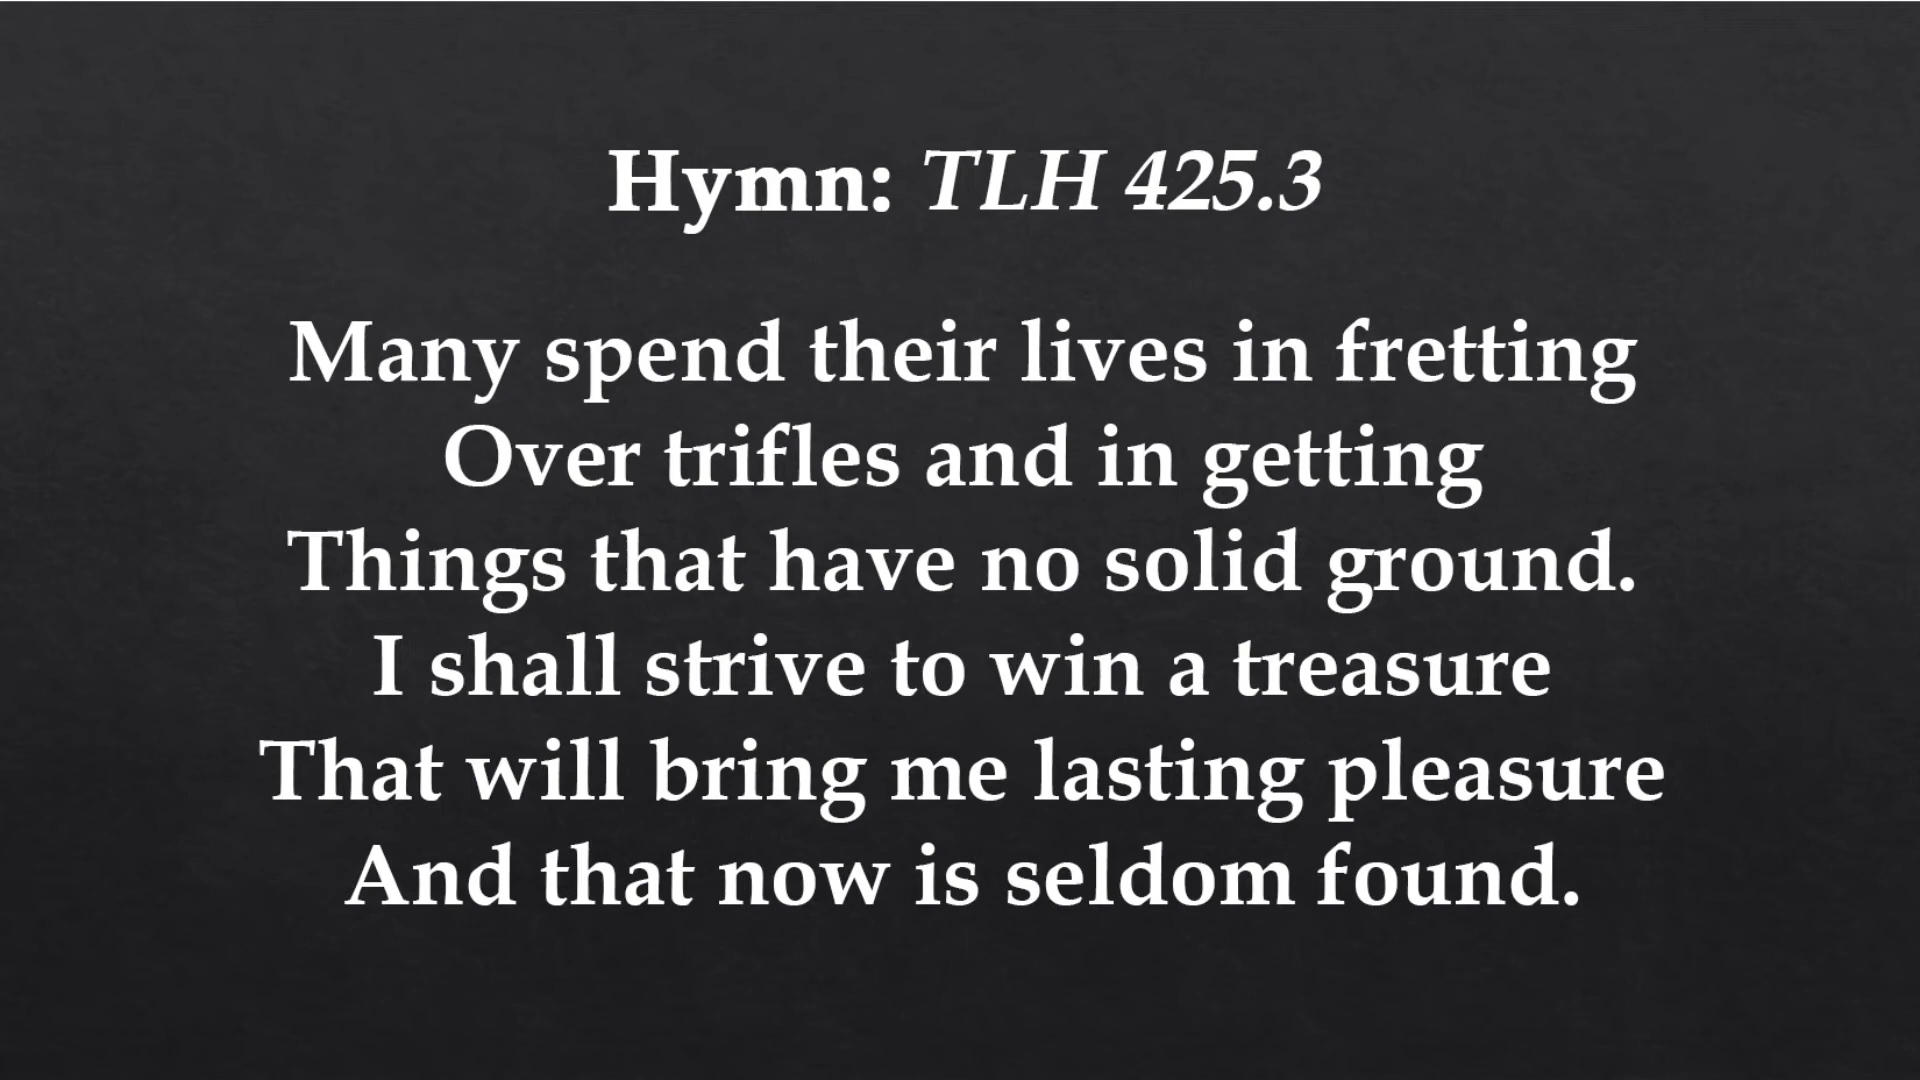 Hymn: TLH 425.3
Many spend their lives in fretting
Over trifles and in getting
Things that have no solid ground.
I shall strive to win a treasure
That will bring me lasting pleasure
And that now is seldom found.